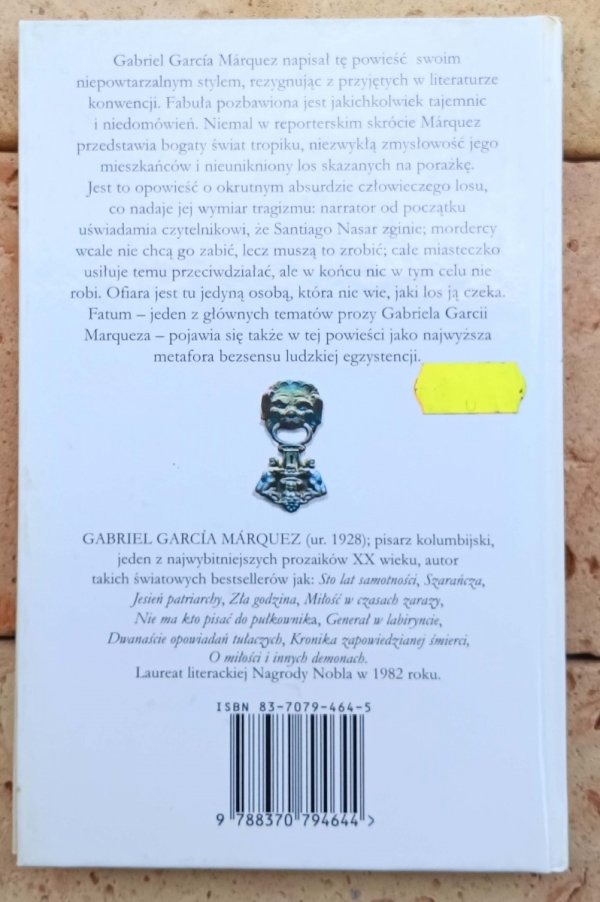 Gabriel García Márquez napisał tę powieść swoim
niepowtarzalnym stylem, rezygnując z przyjętych w literaturze
konwencji. Fabuła pozbawiona jest jakichkolwiek tajemnic
i niedomówień. Niemal w reporterskim skrócie Márquez
przedstawia bogaty świat tropiku, niezwykłą zmysłowość jego
mieszkańców i nieunikniony los skazanych na porażkę.
Jest to opowieść o okrutnym absurdzie człowieczego losu,
co nadaje jej wymiar tragizmu: narrator od początku
uświadamia czytelnikowi, że Santiago Nasar zginie; mordercy
wcale nie chcą go zabić, lecz muszą to zrobić; całe miasteczko
usiłuje temu przeciwdziałać, ale w końcu nic w tym celu nie
robi. Ofiara jest tu jedyną osobą, która nie wie, jaki los ją czeka.
Fatum – jeden z głównych tematów prozy Gabriela Garcii
Marqueza – pojawia się także w tej powieści jako najwyższa
metafora bezsensu ludzkiej egzystencji.
GABRIEL GARCÍA MÁRQUEZ (ur. 1928); pisarz kolumbijski,
jeden z najwybitniejszych prozaików XX wieku, autor
takich światowych bestsellerów jak: Sto lat samotności, Szarańcza,
Jesień patriarchy, Zła godzina, Miłość w czasach zarazy,
Nie ma kto pisać do pułkownika, Generał w labiryncie,
Dwanaście opowiadań tułaczych, Kronika zapowiedzianej śmierci,
O miłości i innych demonach.
Laureat literackiej Nagrody Nobla w 1982 roku.
ISBN 83-7079-464-5
9 788370 794644 >